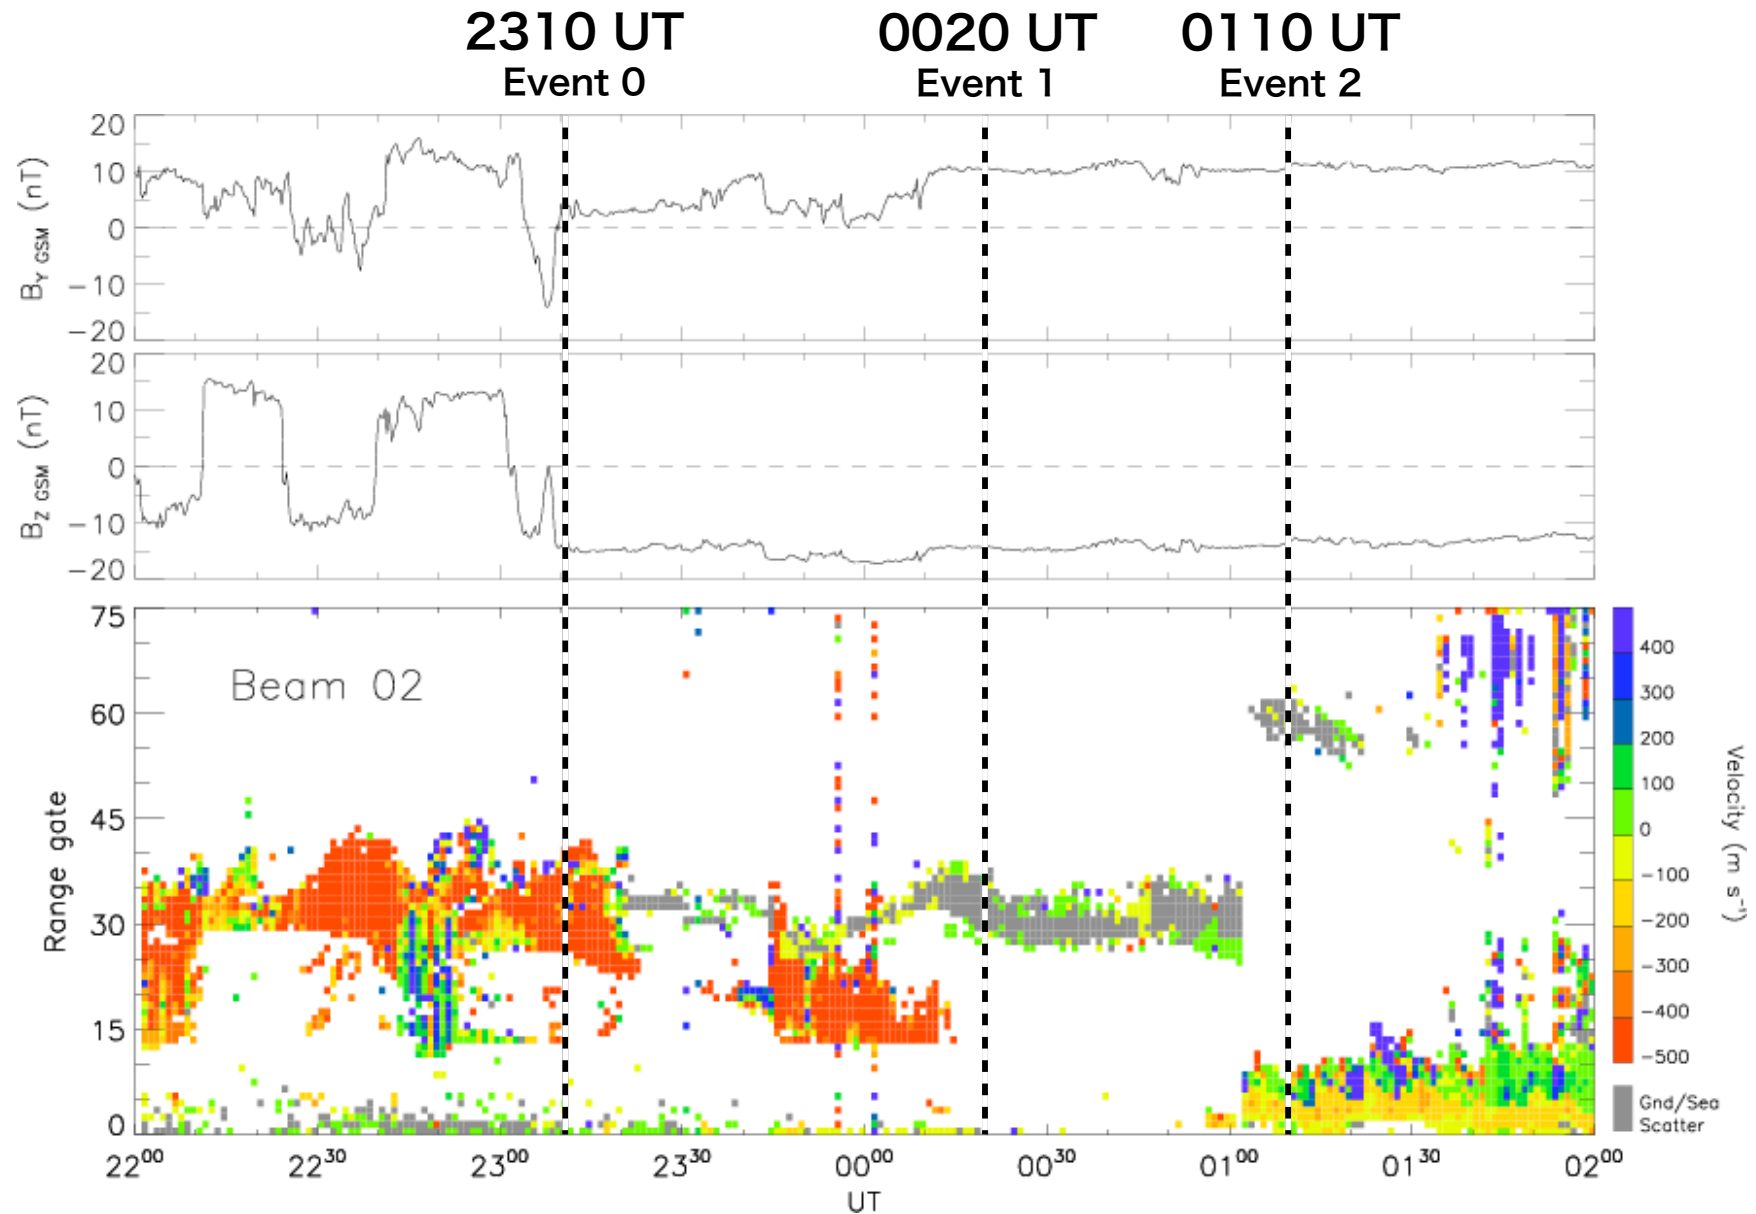 2310 UT
0020 UT
0110 UT
Event 0
Event 1
Event 2
20
10
0
−10
−20
BY GSM (nT)
20
10
0
−10
−20
BZ GSM (nT)
75
60
45
30
15
0
Range gate
Beam 02
400
300
200
100
0
−100
−200
−300
−400
−500
Velocity (m s⁻¹)
Gnd/Sea
Scatter
22⁰⁰
22³⁰
23⁰⁰
23³⁰
00⁰⁰
00³⁰
01⁰⁰
01³⁰
02⁰⁰
UT